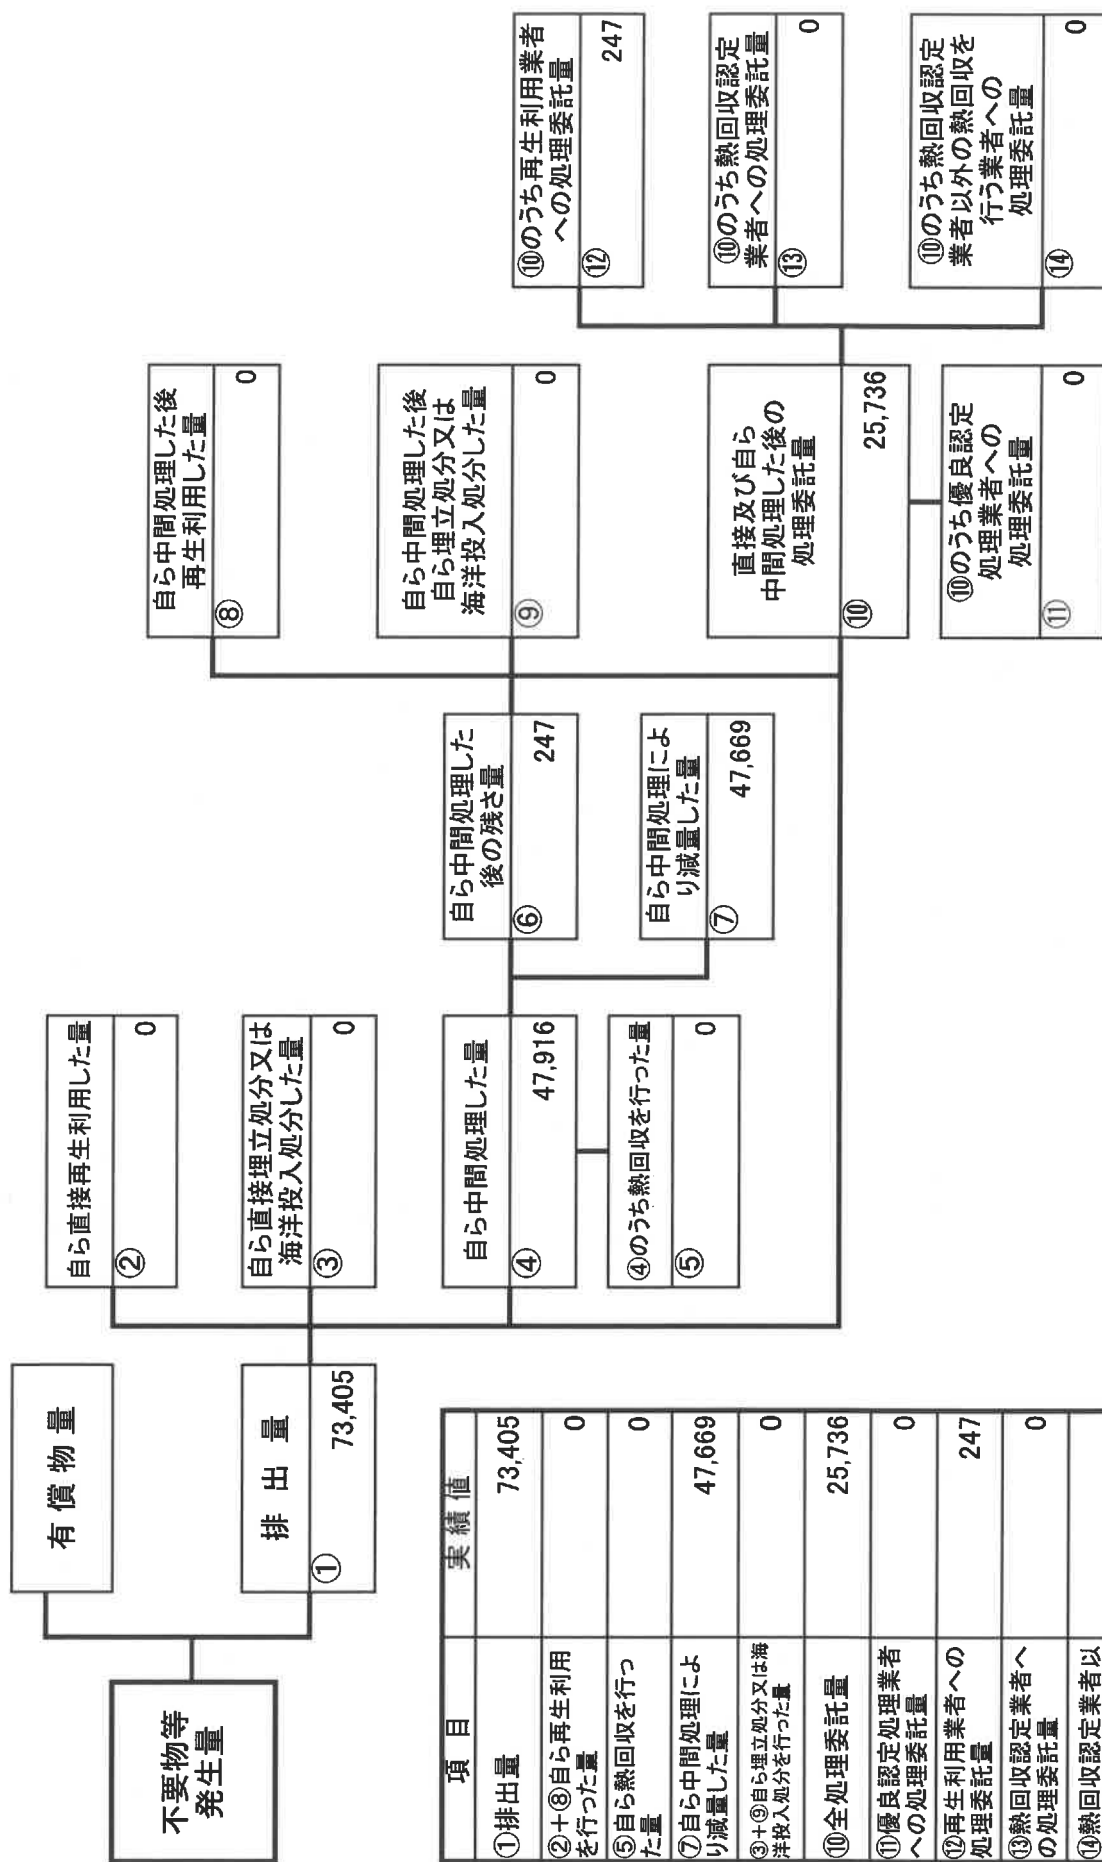 不要物等
発生量
有 償 物 量
排 出 量
① 73,405
自ら直接再生利用した量
② 0
自ら直接埋立処分又は
海洋投入処分した量
③ 0
自ら中間処理した量
④ 47,916
④のうち熱回収を行った量
⑤ 0
自ら中間処理した
後の残さ量
⑥ 247
自ら中間処理によ
り減量した量
⑦ 47,669
自ら中間処理した後
再生利用した量
⑧ 0
自ら中間処理した後
自ら埋立処分又は
海洋投入処分した量
⑨ 0
直接及び自ら
中間処理した後の
処理委託量
⑩ 25,736
⑩のうち優良認定
処理業者への
処理委託量
⑪ 0
⑩のうち再生利用業者
への処理委託量
⑫ 247
⑩のうち熱回収認定
業者への処理委託量
⑬ 0
⑩のうち熱回収認定
業者以外の熱回収を
行う業者への
処理委託量
⑭ 0
項 目 実 績 値
①排出量 73,405
②+⑧自ら再生利用
を行った量 0
⑤自ら熱回収を行っ
た量 0
⑦自ら中間処理によ
り減量した量 47,669
③+⑨自ら埋立処分又は海
洋投入処分を行った量 0
⑩全処理委託量 25,736
⑪優良認定処理業者
への処理委託量 0
⑫再生利用業者への
処理委託量 247
⑬熱回収認定業者へ
の処理委託量 0
⑭熱回収認定業者以